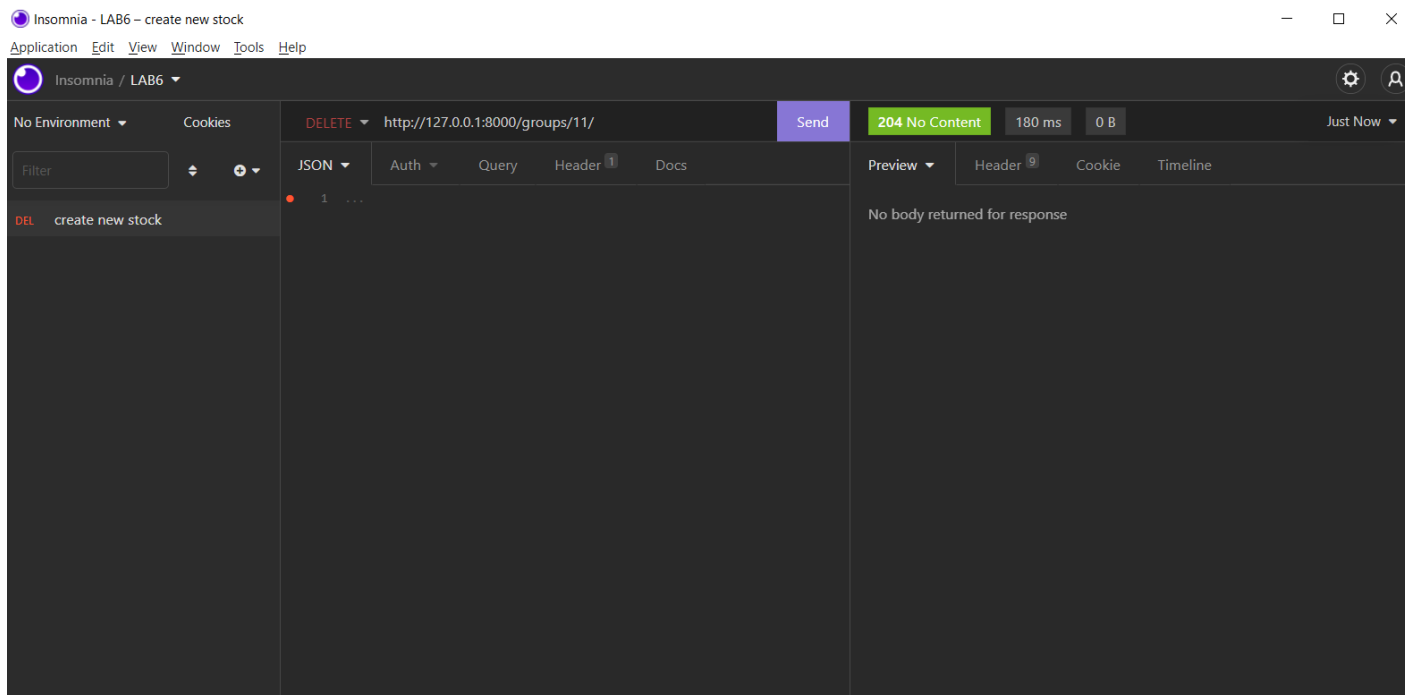 Insomnia - LAB6 – create new stock
Application Edit View Window Tools Help
Insomnia / LAB6
No Environment Cookies
DELETE http://127.0.0.1:8000/groups/11/ Send
204 No Content 180 ms 0 B Just Now
Filter
JSON Auth Query Header 1 Docs
Preview Header 9 Cookie Timeline
DEL create new stock
1 ...
No body returned for response